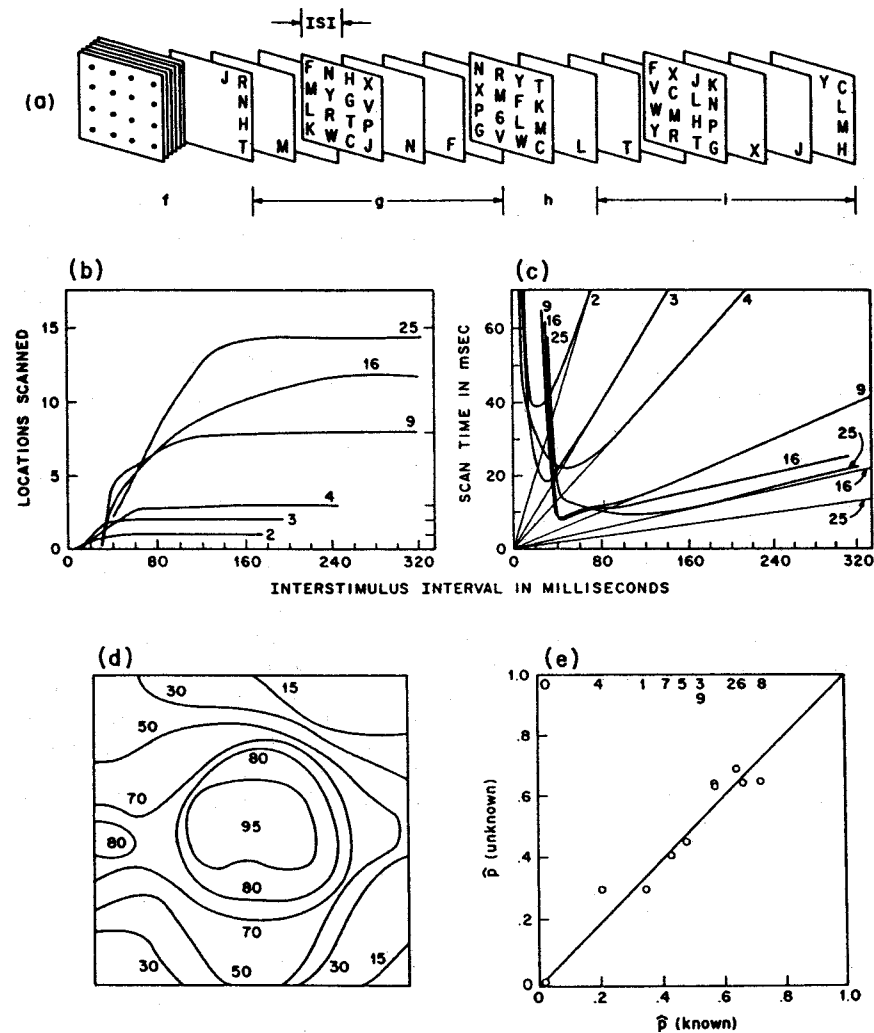 ISI
(a)
J
R
N
H
T
M
F
M
L
K
N
Y
R
W
H
G
T
C
X
V
P
J
N
F
N
X
P
G
R
M
G
V
Y
F
L
W
T
K
M
C
L
T
F
V
W
Y
X
C
M
R
J
L
H
T
K
N
P
G
X
J
Y
C
L
M
H
f g h i
(b)
LOCATIONS SCANNED
15
10
5
0
25
16
9
4
3
2
0 80 160 240 320
(c)
SCAN TIME IN mSEC
60
40
20
0
9
16
25
2
3
4
9
25
16
16
25
0 80 160 240 320
INTERSTIMULUS INTERVAL IN MILLISECONDS
(d)
30
15
50
80
70
95
80
80
70
30
50
30
15
(e)
1.0
.8
.6
.4
.2
0
0 4 1 7 5 3 26 8
9
p̂ (unknown)
0 .2 .4 .6 .8 1.0
p̂ (known)